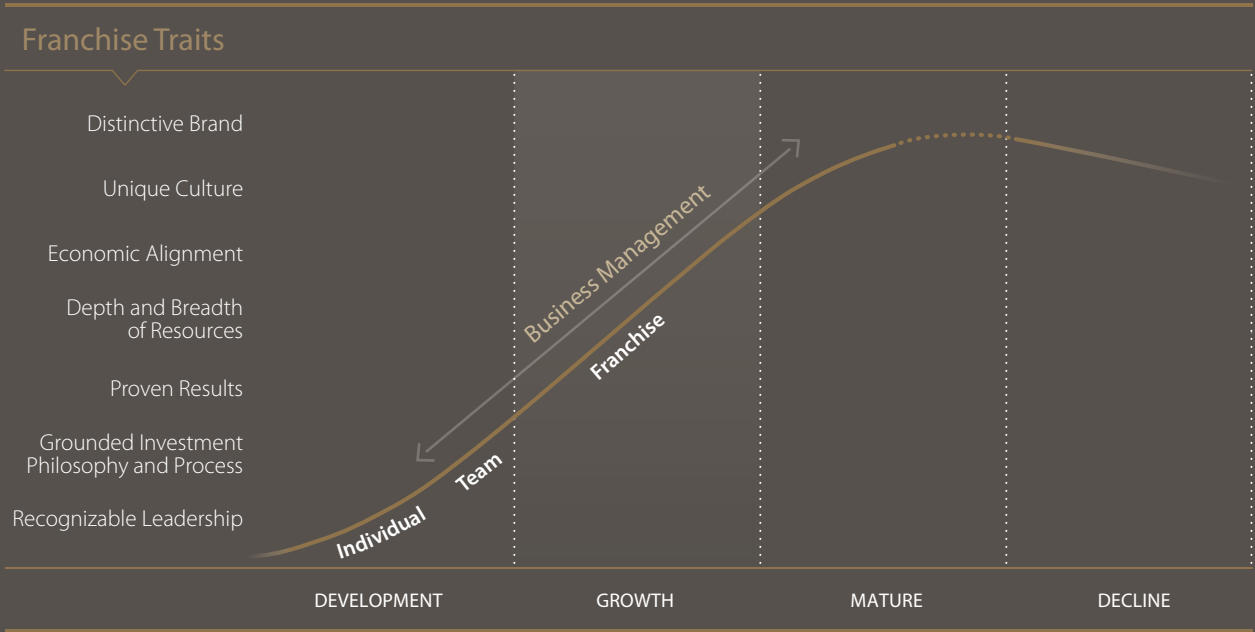 Franchise Traits
Distinctive Brand
Unique Culture
Economic Alignment
Depth and Breadth
of Resources
Proven Results
Grounded Investment
Philosophy and Process
Recognizable Leadership
Business Management
Franchise
Team
Individual
DEVELOPMENT
GROWTH
MATURE
DECLINE